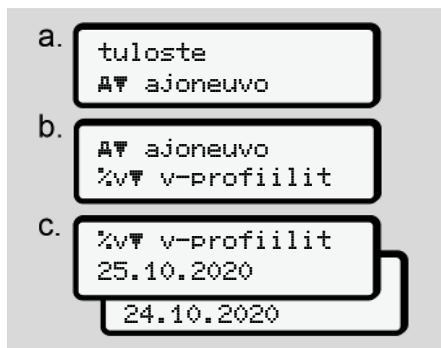 a.
tuloste
A▼ ajoneuvo
b.
A▼ ajoneuvo
%v▼ v-profiilit
c.
%v▼ v-profiilit
25.10.2020
24.10.2020